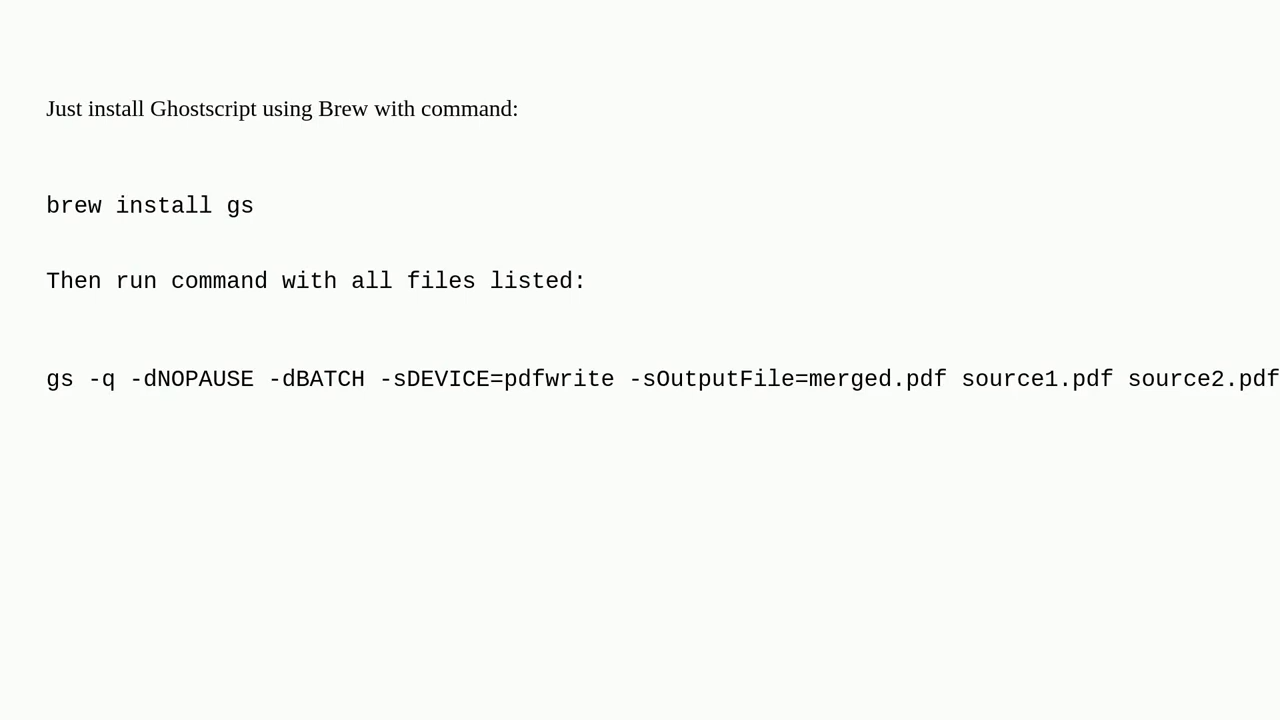 Just install Ghostscript using Brew with command:
brew install gs
Then run command with all files listed:
gs -q -dNOPAUSE -dBATCH -sDEVICE=pdfwrite -sOutputFile=merged.pdf source1.pdf source2.pdf